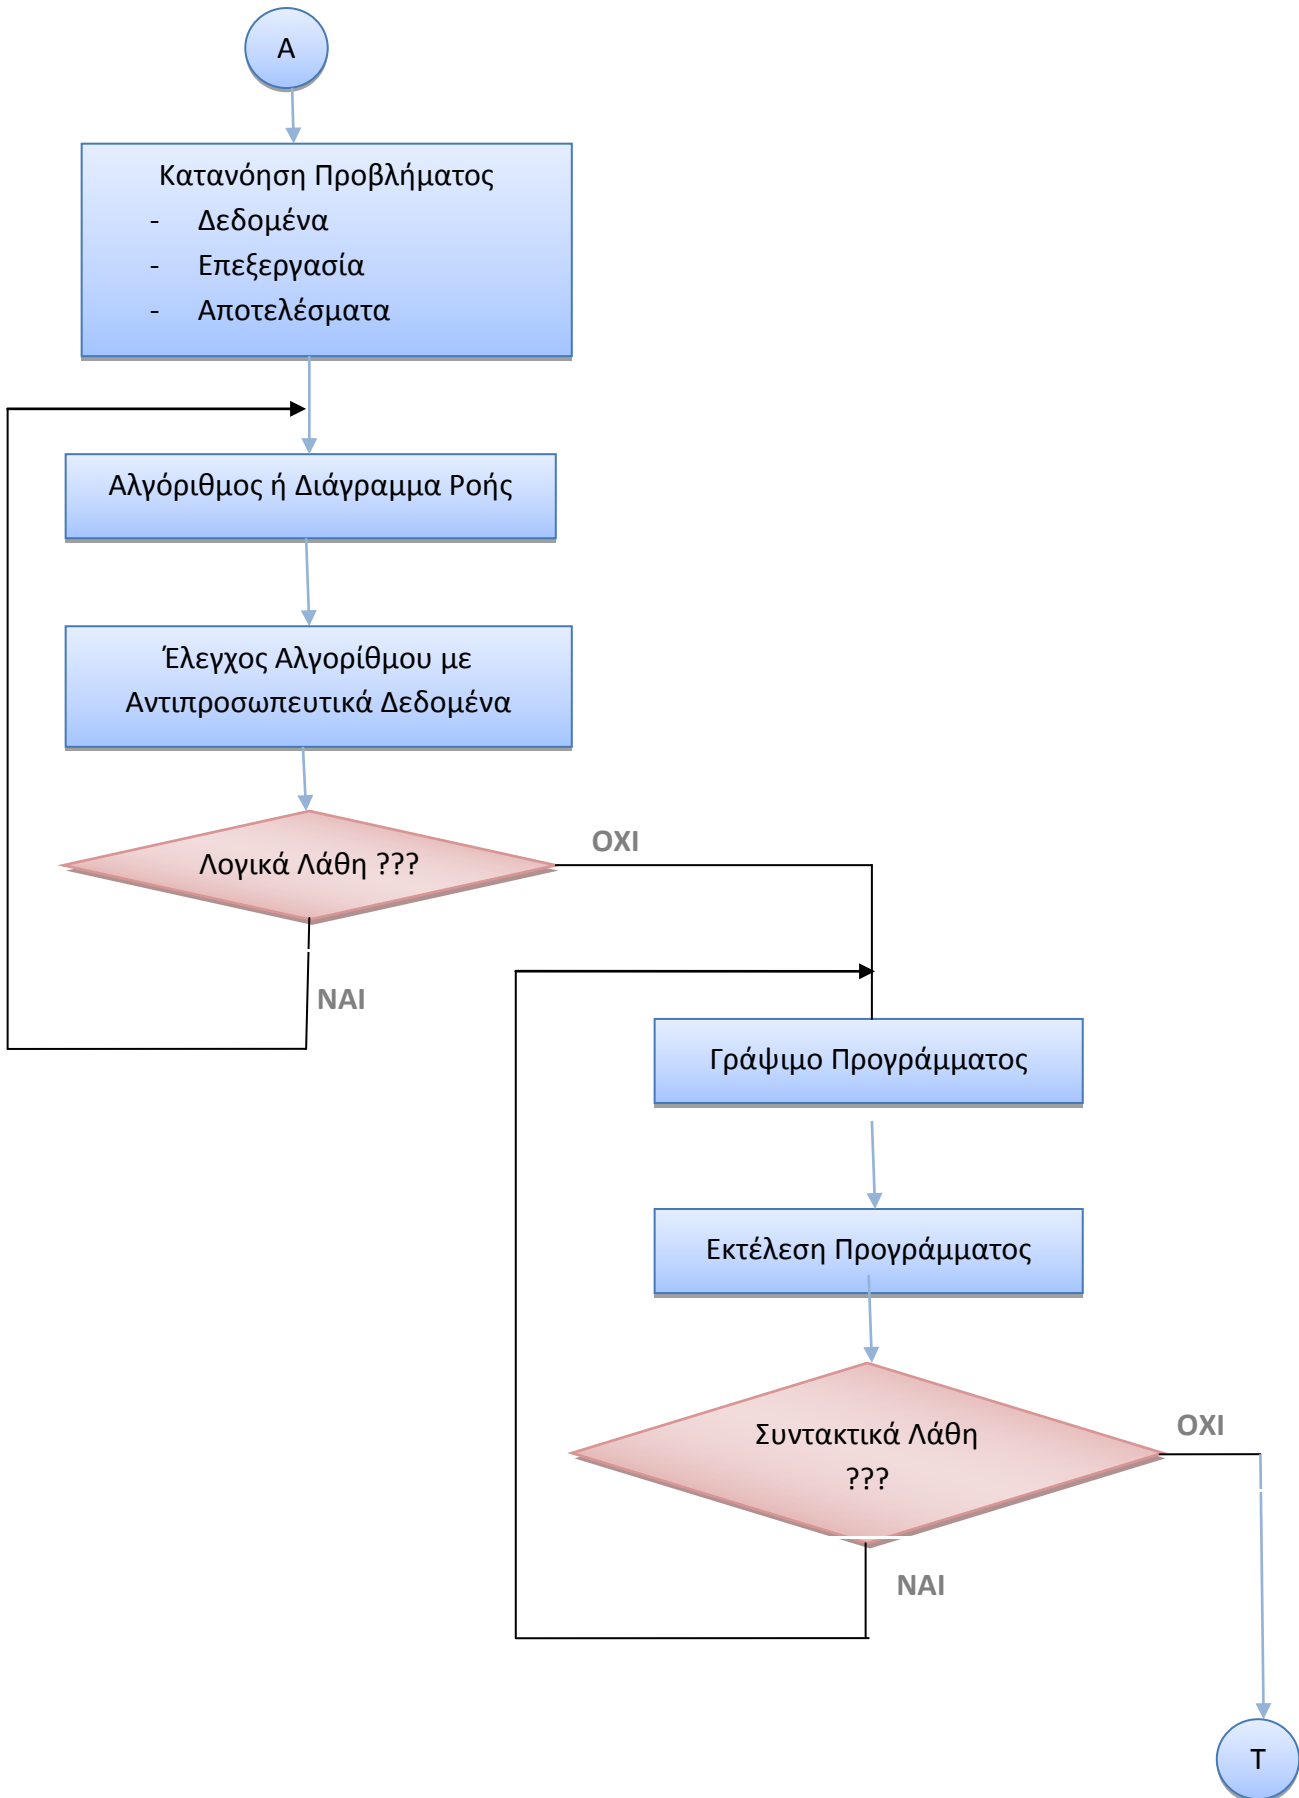 Α
Κατανόηση Προβλήματος
- Δεδομένα
- Επεξεργασία
- Αποτελέσματα
Αλγόριθμος ή Διάγραμμα Ροής
Έλεγχος Αλγορίθμου με
Αντιπροσωπευτικά Δεδομένα
Λογικά Λάθη ???
ΟΧΙ
ΝΑΙ
Γράψιμο Προγράμματος
Εκτέλεση Προγράμματος
Συντακτικά Λάθη
???
ΟΧΙ
ΝΑΙ
Τ